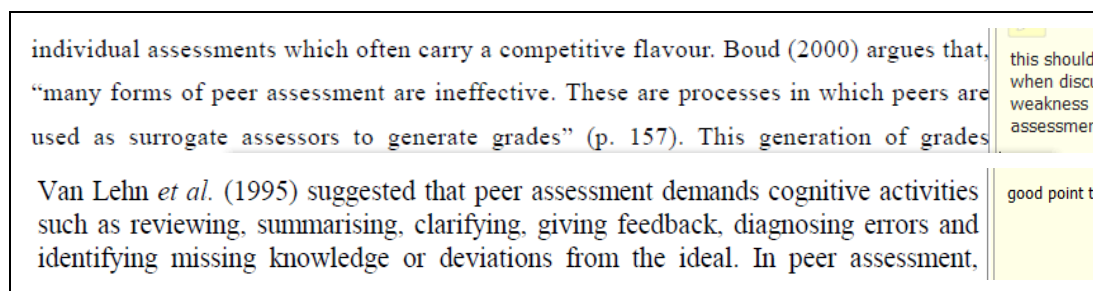 individual assessments which often carry a competitive flavour. Boud (2000) argues that,
“many forms of peer assessment are ineffective. These are processes in which peers are
used as surrogate assessors to generate grades” (p. 157). This generation of grades
this should
when discu
weakness
assessmen
Van Lehn et al. (1995) suggested that peer assessment demands cognitive activities
such as reviewing, summarising, clarifying, giving feedback, diagnosing errors and
identifying missing knowledge or deviations from the ideal. In peer assessment,
good point t